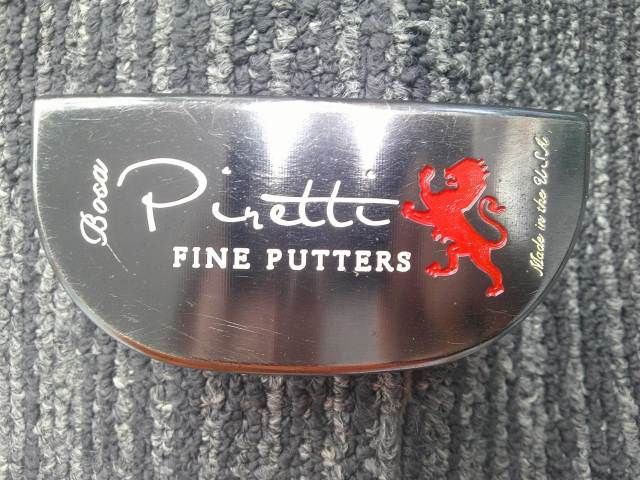 Bosa
Piretti
FINE PUTTERS
Made in the U.S.A